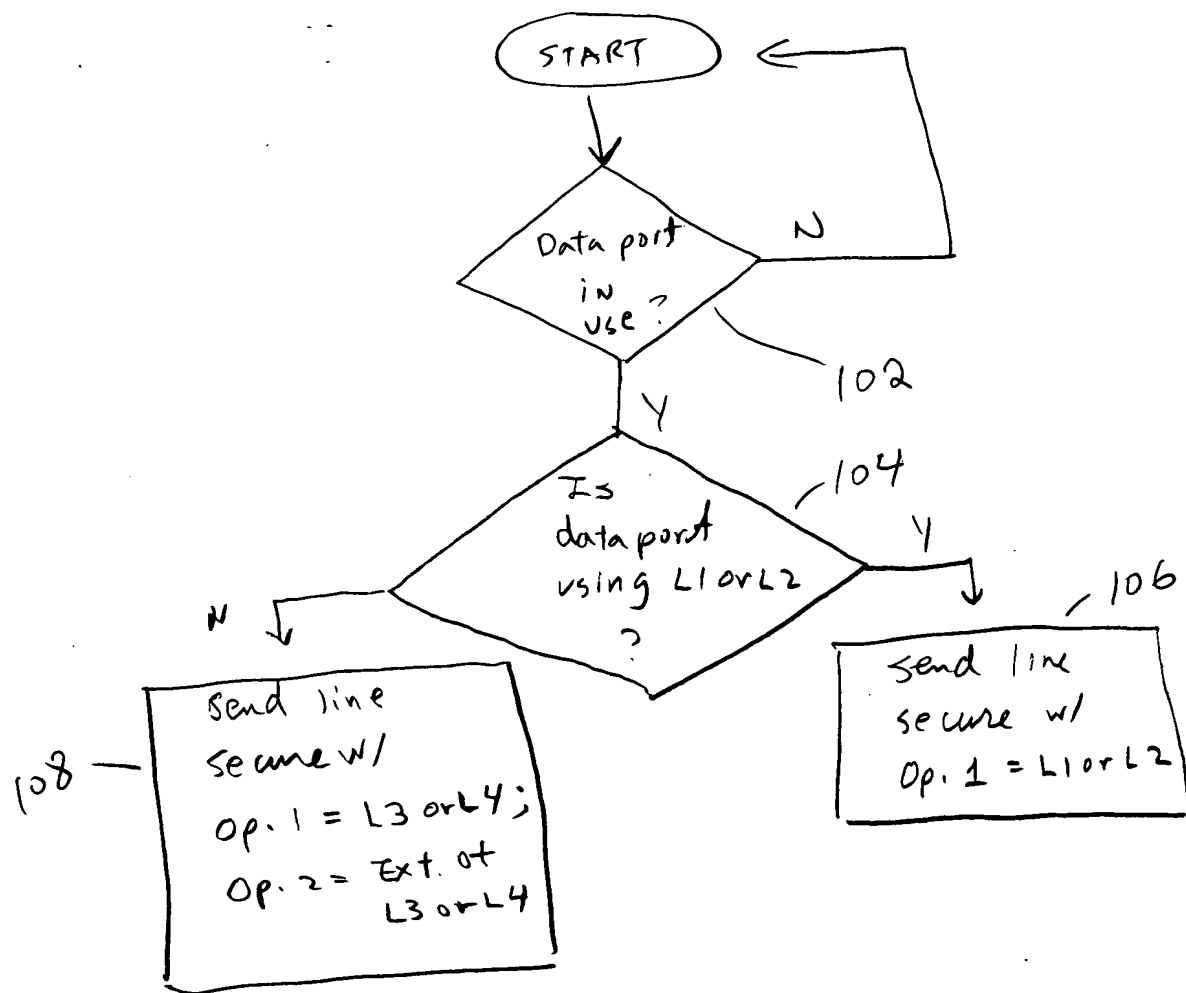 START
N
Data port
in
use?
102
Y
104
Is
data port
using L1 or L2
?
Y
N
106
send line
secure w/
Op. 1 = L1 or L2
108
send line
secure w/
Op. 1 = L3 or L4;
Op. 2 = Ext. of
L3 or L4